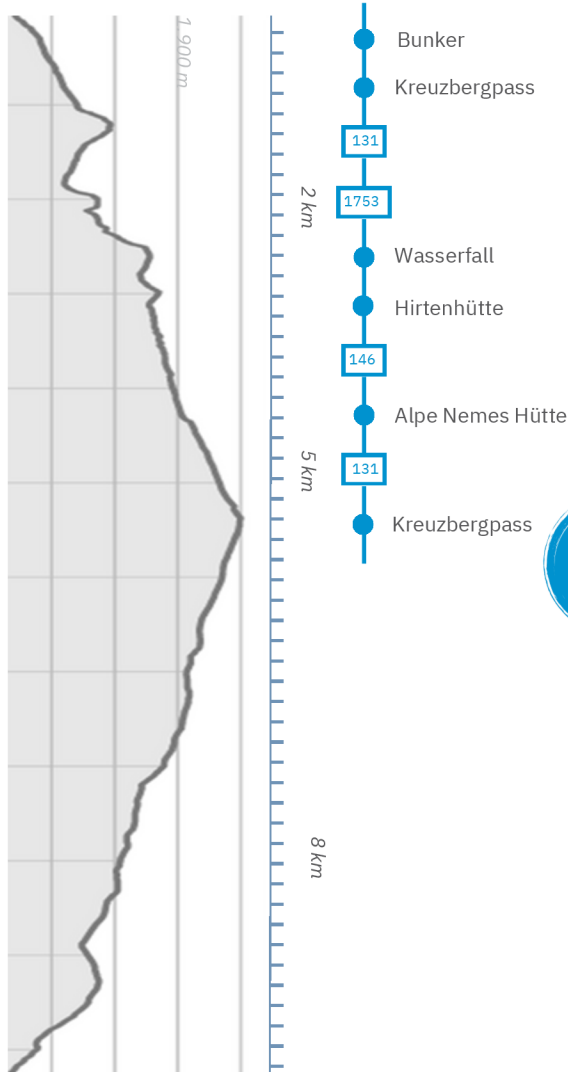 1.900 m
2 km
5 km
8 km
Bunker
Kreuzbergpass
131
1753
Wasserfall
Hirtenhütte
146
Alpe Nemes Hütte
131
Kreuzbergpass